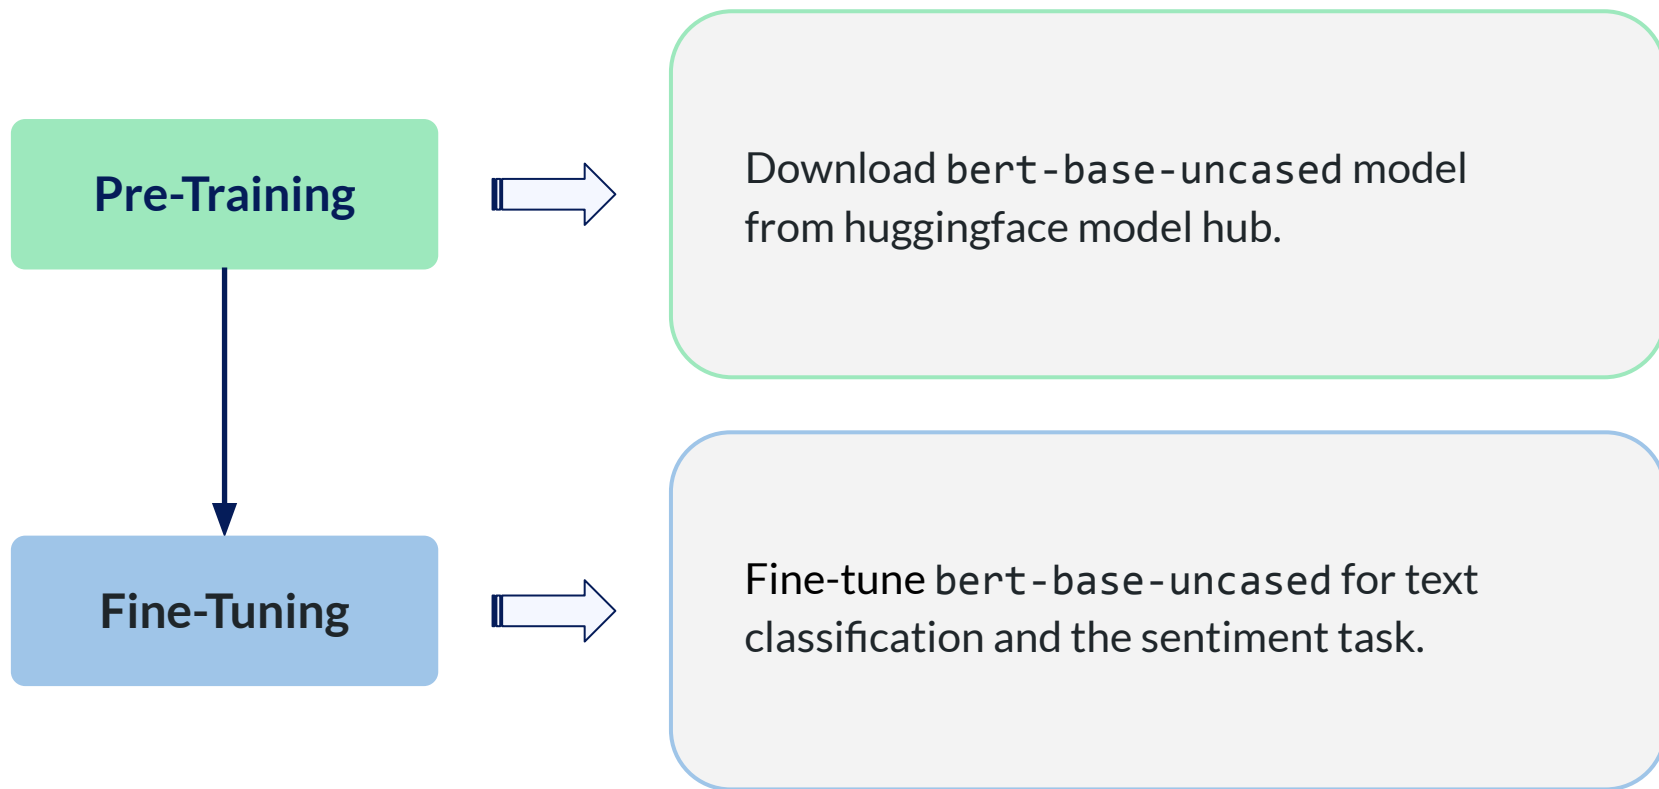 Pre-Training
Download bert-base-uncased model
from huggingface model hub.
Fine-Tuning
Fine-tune bert-base-uncased for text
classification and the sentiment task.